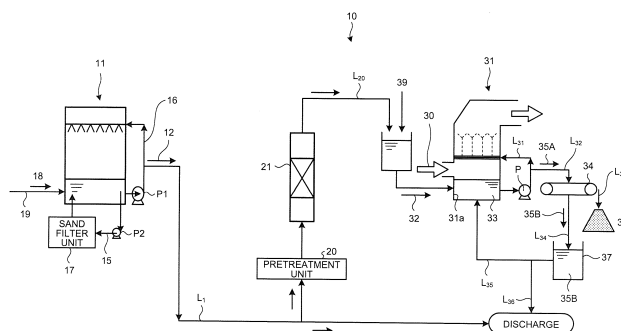 10
11
16
12
18
19
SAND
FILTER
UNIT
17
15
P1
P2
L1
L20
21
PRETREATMENT
UNIT
20
39
30
32
31
31a
33
L31
P
35A
L32
34
35B
L34
37
35B
L35
L36
DISCHARGE